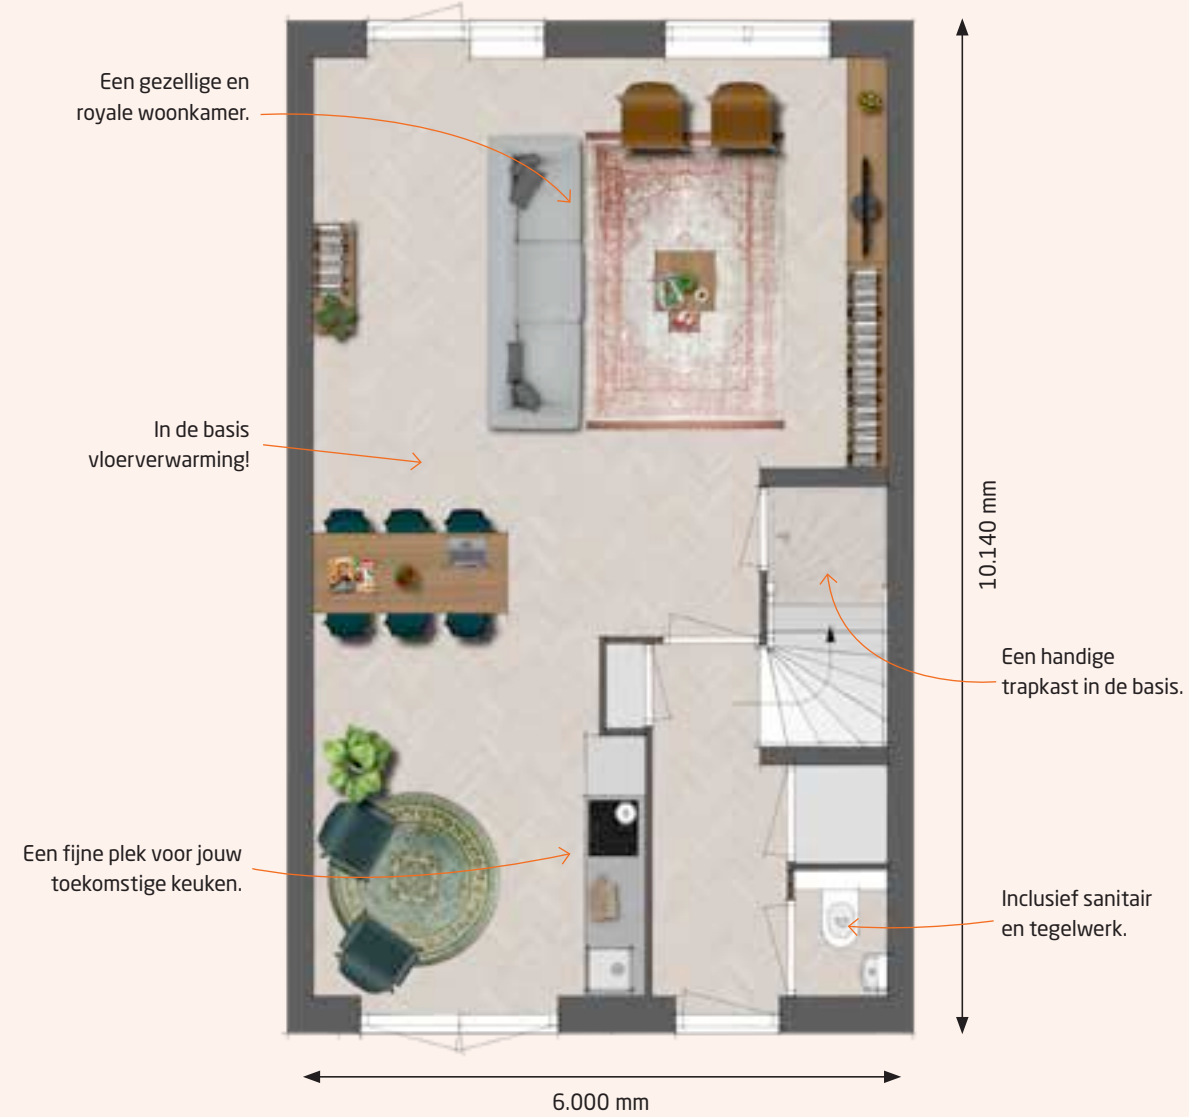 Een gezellige en
royale woonkamer.
In de basis
vloerverwarming!
10.140 mm
Een handige
trapkast in de basis.
Een fijne plek voor jouw
toekomstige keuken.
Inclusief sanitair
en tegelwerk.
6.000 mm